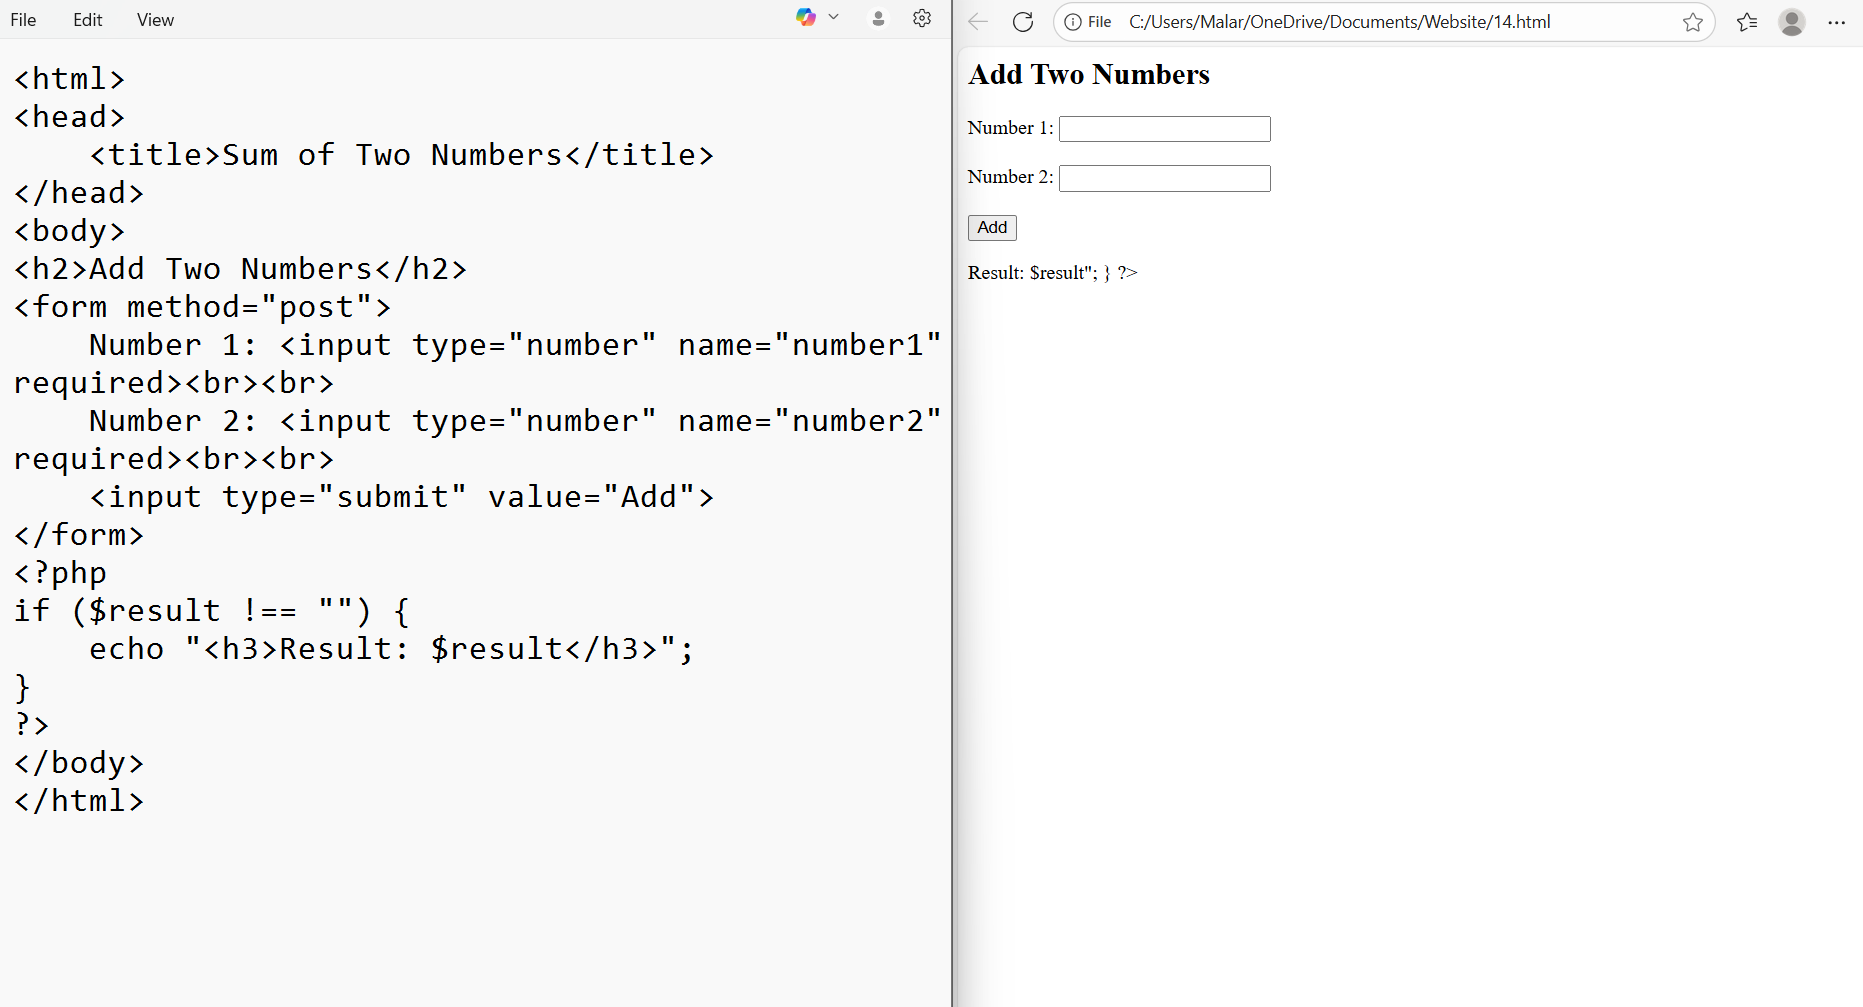 File Edit View
<html>
<head>
    <title>Sum of Two Numbers</title>
</head>
<body>
<h2>Add Two Numbers</h2>
<form method="post">
    Number 1: <input type="number" name="number1"
required><br><br>
    Number 2: <input type="number" name="number2"
required><br><br>
    <input type="submit" value="Add">
</form>
<?php
if ($result !== "") {
    echo "<h3>Result: $result</h3>";
}
?>
</body>
</html>
File C:/Users/Malar/OneDrive/Documents/Website/14.html
Add Two Numbers
Number 1:
Number 2:
Add
Result: $result"; } ?>